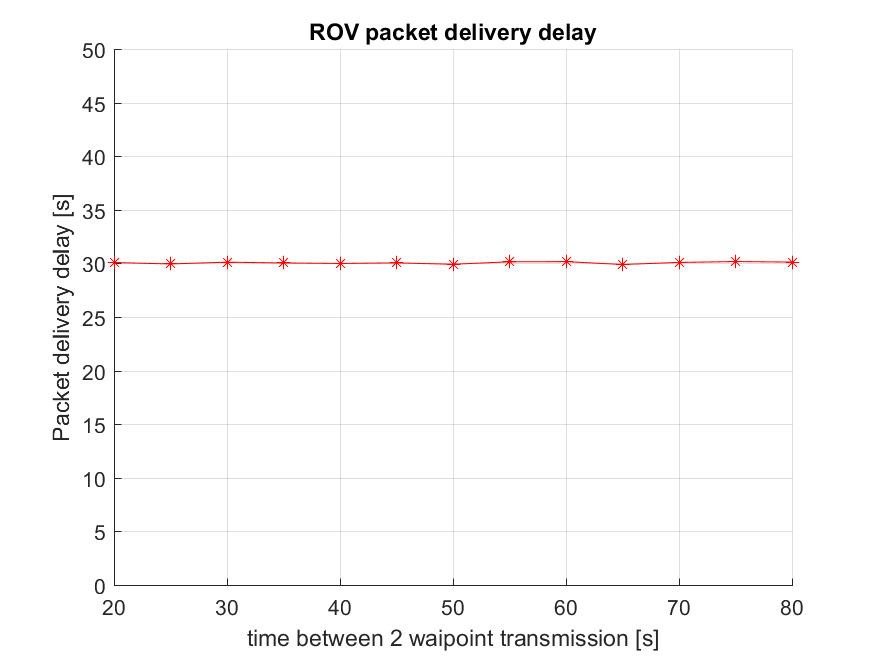 ROV packet delivery delay
50
45
40
35
30
25
20
15
10
5
0
Packet delivery delay [s]
20 30 40 50 60 70 80
time between 2 waipoint transmission [s]